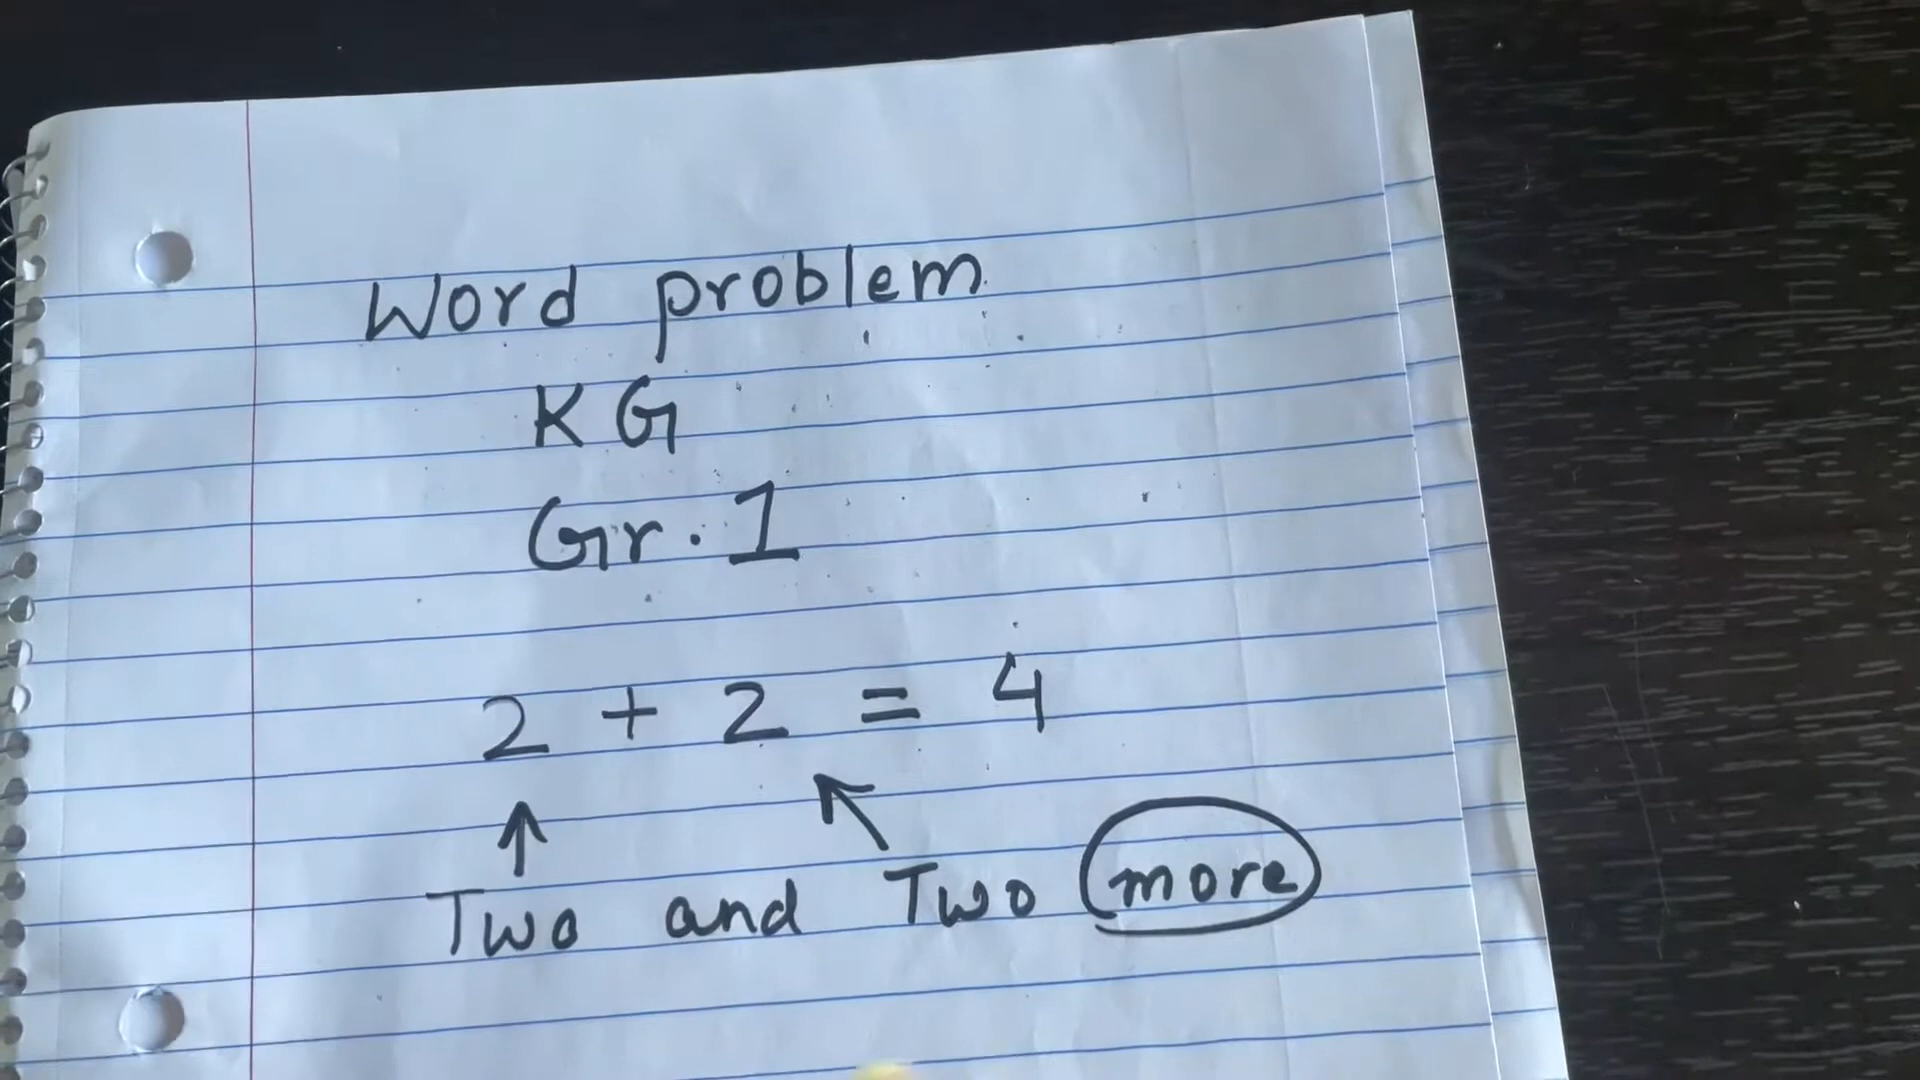 Word problem
KG
Gr. 1
2 + 2 = 4
Two and Two more